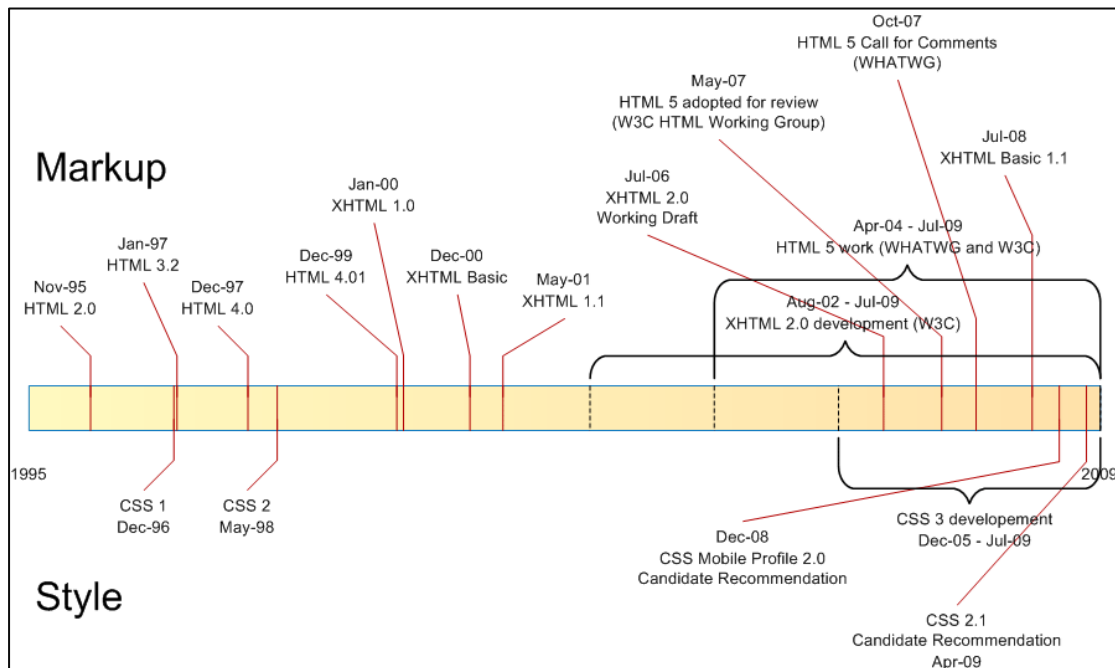 Oct-07
HTML 5 Call for Comments
(WHATWG)
May-07
HTML 5 adopted for review
(W3C HTML Working Group)
Jul-08
XHTML Basic 1.1
Markup
Jan-00
XHTML 1.0
Jul-06
XHTML 2.0
Working Draft
Jan-97
HTML 3.2
Dec-99
HTML 4.01
Dec-00
XHTML Basic
Apr-04 - Jul-09
HTML 5 work (WHATWG and W3C)
Nov-95
HTML 2.0
Dec-97
HTML 4.0
May-01
XHTML 1.1
Aug-02 - Jul-09
XHTML 2.0 development (W3C)
1995
2009
CSS 1
Dec-96
CSS 2
May-98
CSS 3 developement
Dec-05 - Jul-09
Dec-08
CSS Mobile Profile 2.0
Candidate Recommendation
Style
CSS 2.1
Candidate Recommendation
Apr-09